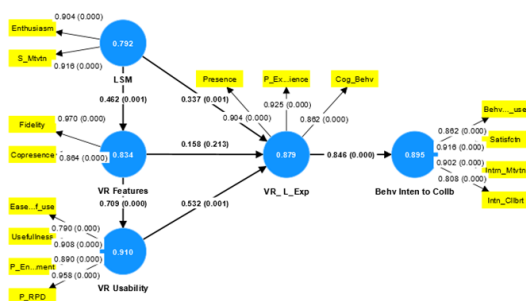 0.904 (0.000)
Enthusiasm
0.792
S_Mtvtn
0.916 (0.000)
LSM
0.462 (0.001)
0.337 (0.001)
Presence
P_Ex...ience
Cog_Behv
0.925 (0.000)
0.904 (0.000)
0.862 (0.000)
Fidelity
0.970 (0.000)
Copresence
0.864 (0.000)
0.834
0.158 (0.213)
0.879
0.846 (0.000)
0.895
Behv..._use
0.862 (0.000)
Satisfctn
0.916 (0.000)
0.902 (0.000)
Intrn_Mtvtn
0.808 (0.000)
Intn_Cllbrt
VR Features
VR_ L_Exp
Behv Inten to Collb
0.709 (0.000)
0.532 (0.001)
Ease...f_use
0.790 (0.000)
Usefullness
0.908 (0.000)
P_En...ment
0.890 (0.000)
0.958 (0.000)
0.910
P_RPD
VR Usability